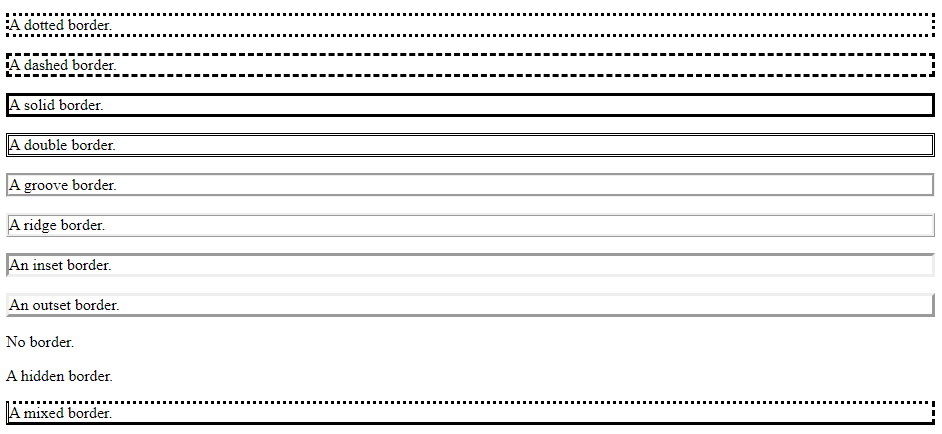 A dotted border.
A dashed border.
A solid border.
A double border.
A groove border.
A ridge border.
An inset border.
An outset border.
No border.
A hidden border.
A mixed border.